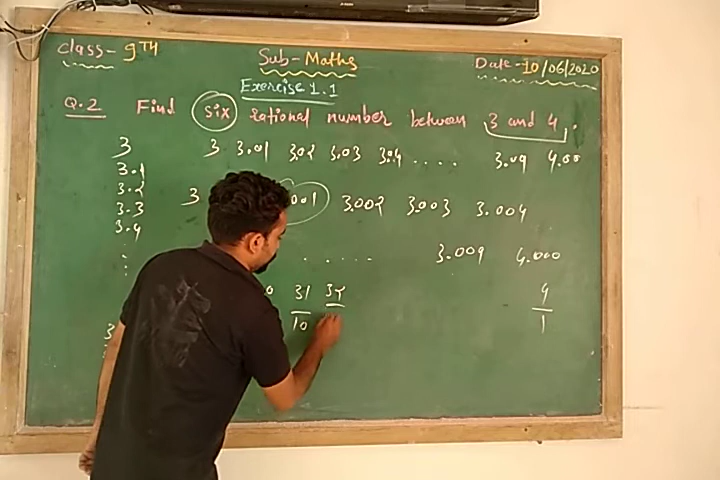 Class- 9TH
Sub-Maths
Date-10/06/2020
Exercise 1.1
Q.2 Find six rational number between 3 and 4.
3 3 3.01 3.02 3.03 3.4 .... 3.09 4.00
3.1
3.2
3.3
3 001 3.002 3.003 3.004
3.4
. . . . . 3.009 4.000
31
10
4
1